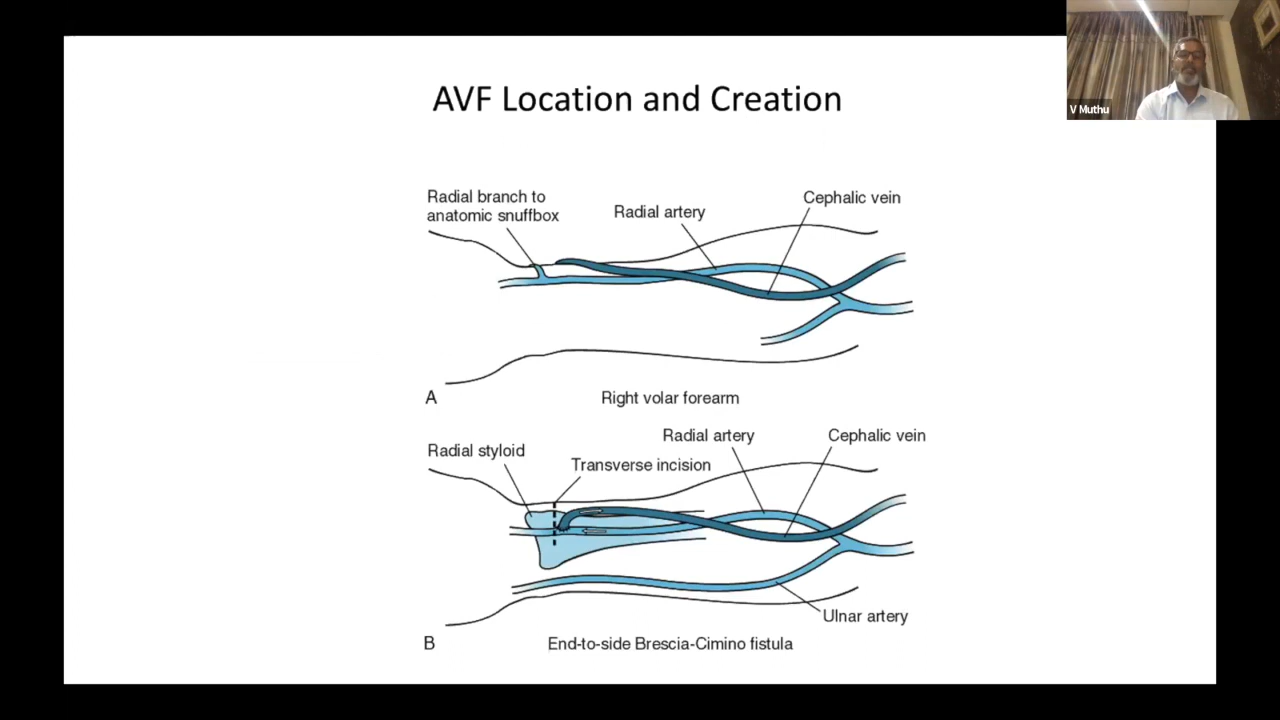 AVF Location and Creation
V Muthu
Radial branch to
anatomic snuffbox
Radial artery
Cephalic vein
A
Right volar forearm
Radial styloid
Transverse incision
Radial artery
Cephalic vein
Ulnar artery
B
End-to-side Brescia-Cimino fistula